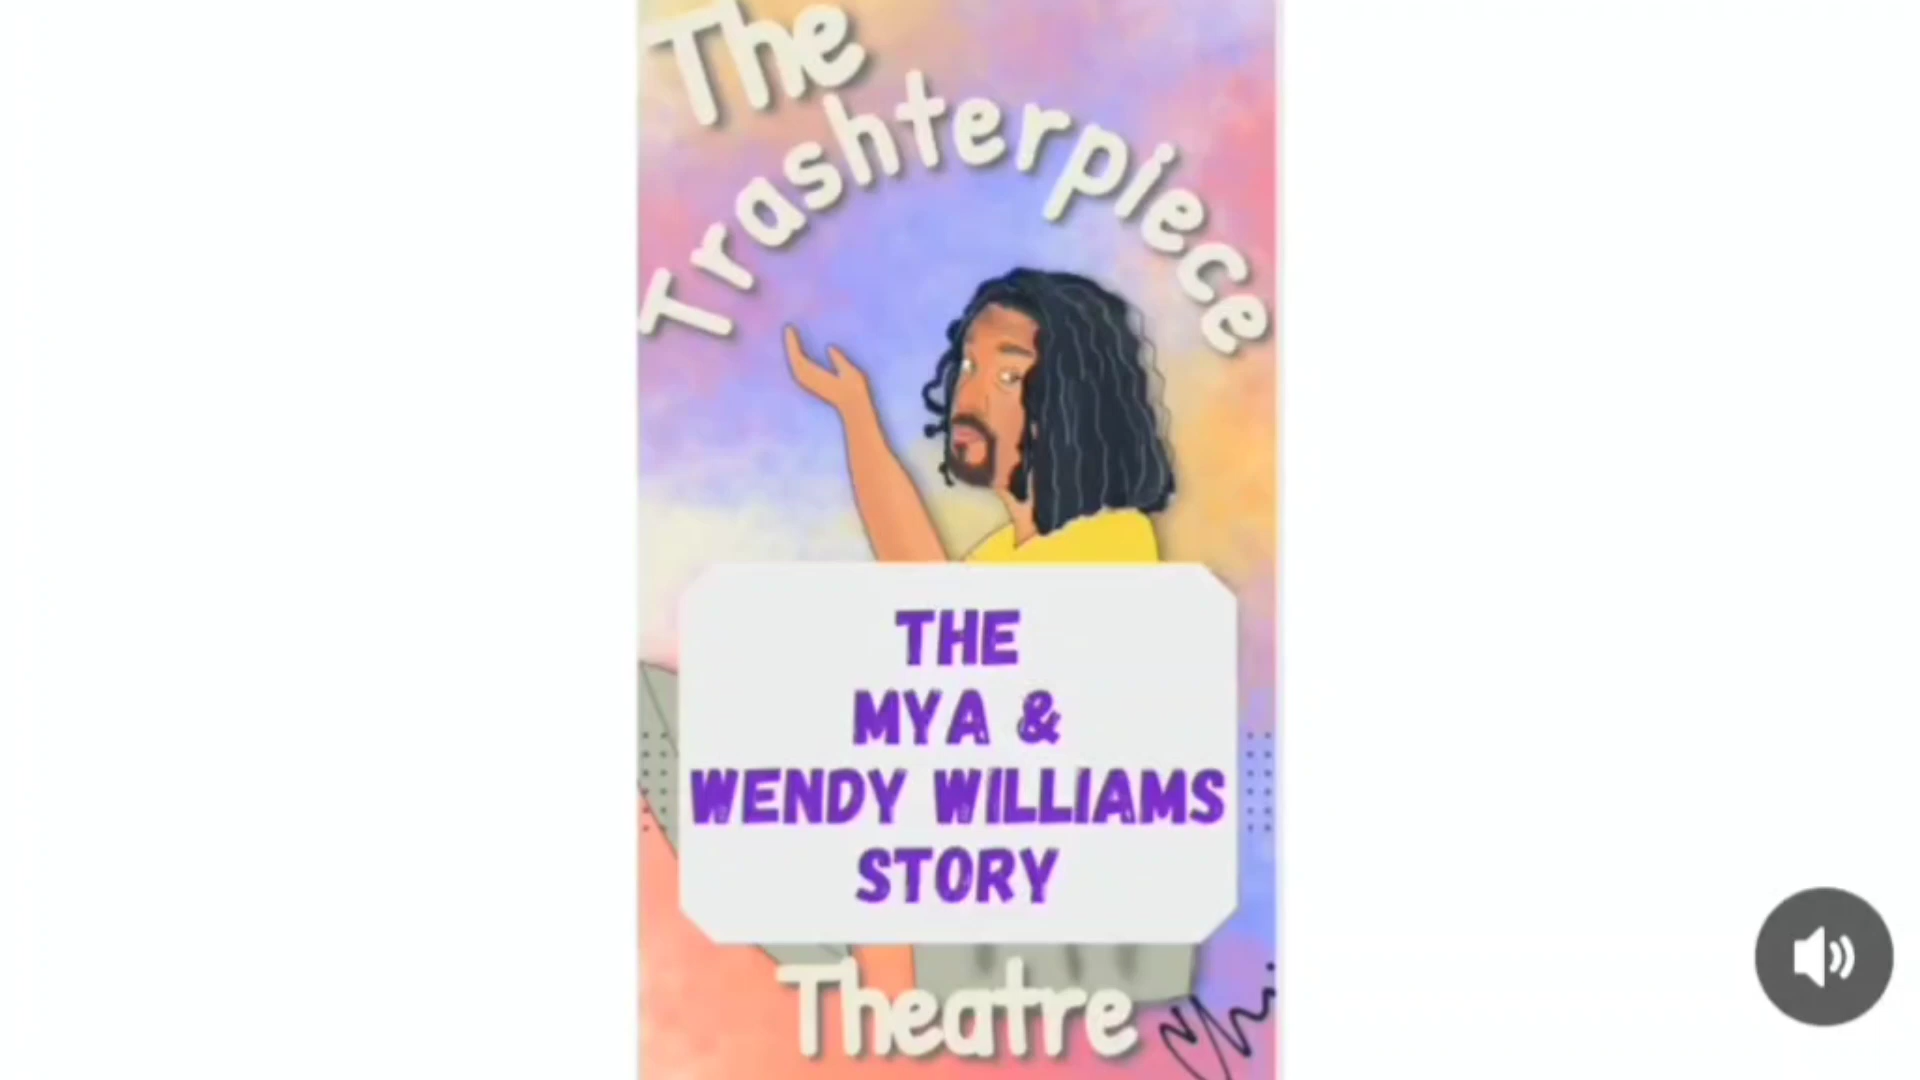 The
Trashterpiece
THE
MYA &
WENDY WILLIAMS
STORY
Theatre